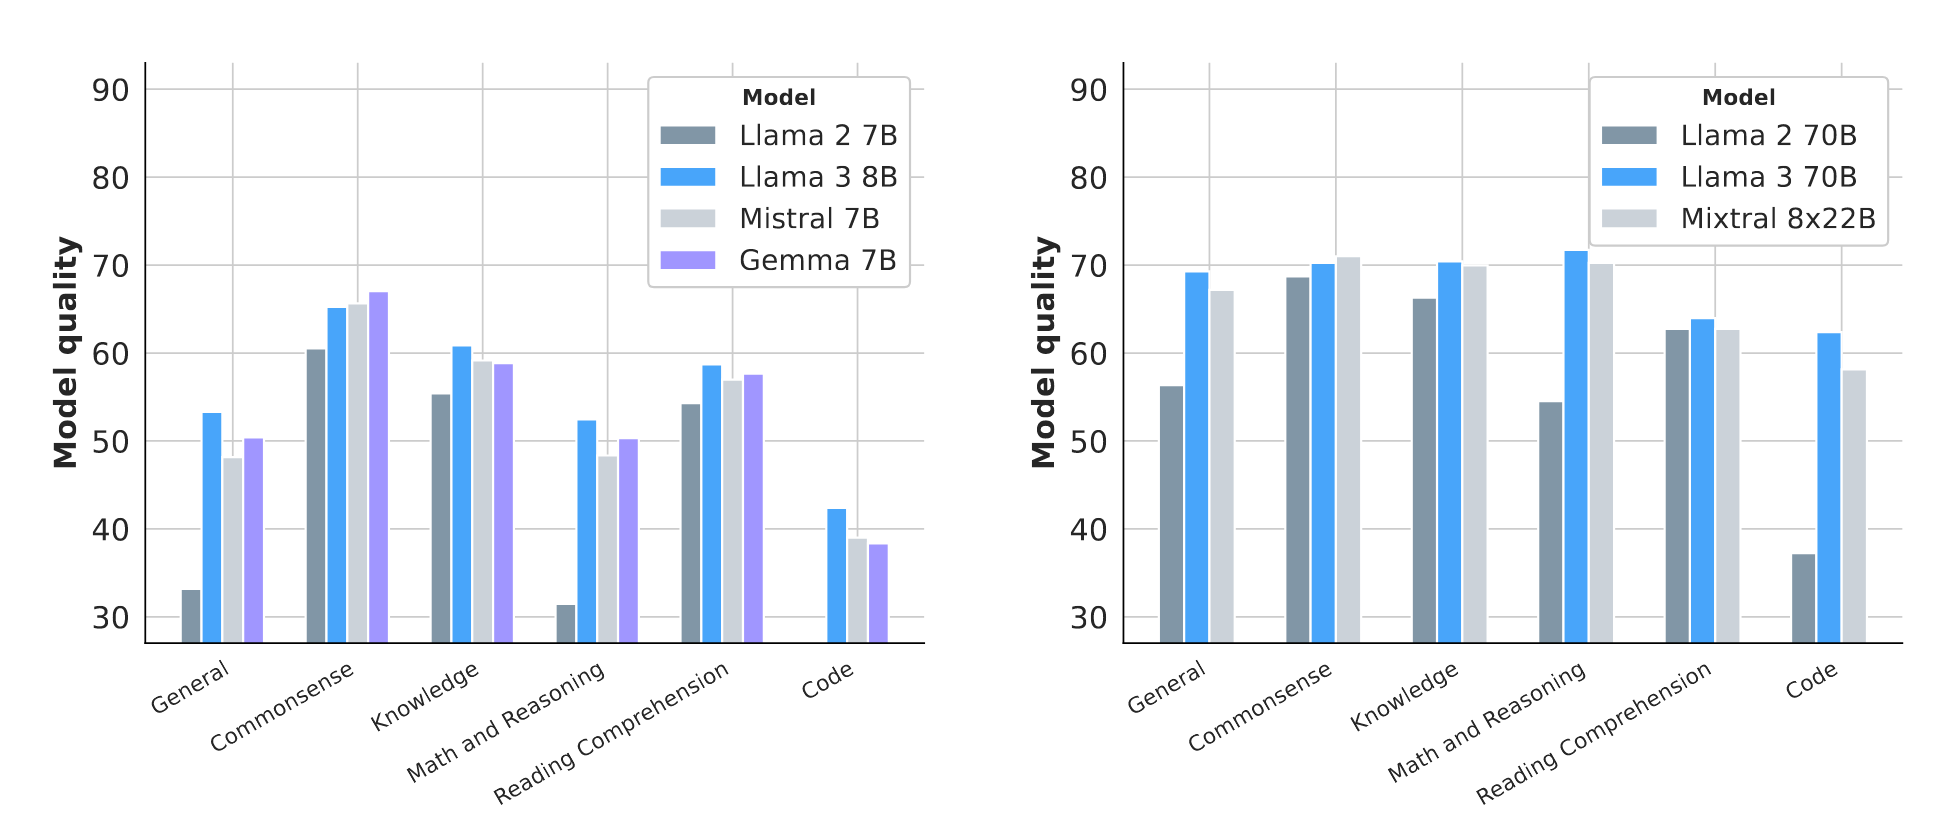 Model quality
90
80
70
60
50
40
30
Model
Llama 2 7B
Llama 3 8B
Mistral 7B
Gemma 7B
General
Commonsense
Knowledge
Math and Reasoning
Reading Comprehension
Code
Model quality
90
80
70
60
50
40
30
Model
Llama 2 70B
Llama 3 70B
Mixtral 8x22B
General
Commonsense
Knowledge
Math and Reasoning
Reading Comprehension
Code